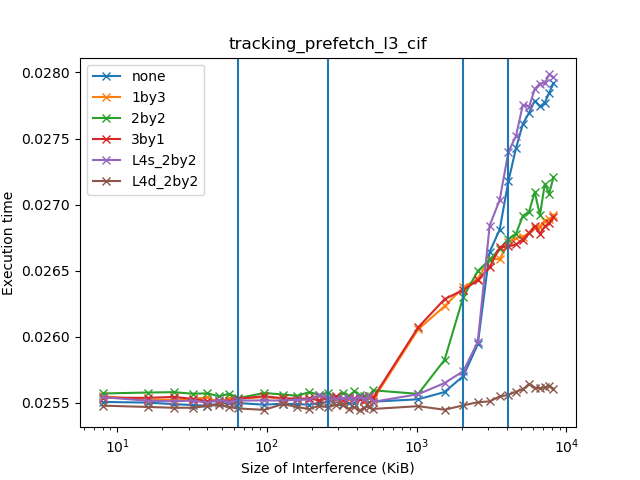 tracking_prefetch_l3_cif
none
1by3
2by2
3by1
L4s_2by2
L4d_2by2
Execution time
0.0280
0.0275
0.0270
0.0265
0.0260
0.0255
10¹ 10² 10³ 10⁴
Size of Interference (KiB)